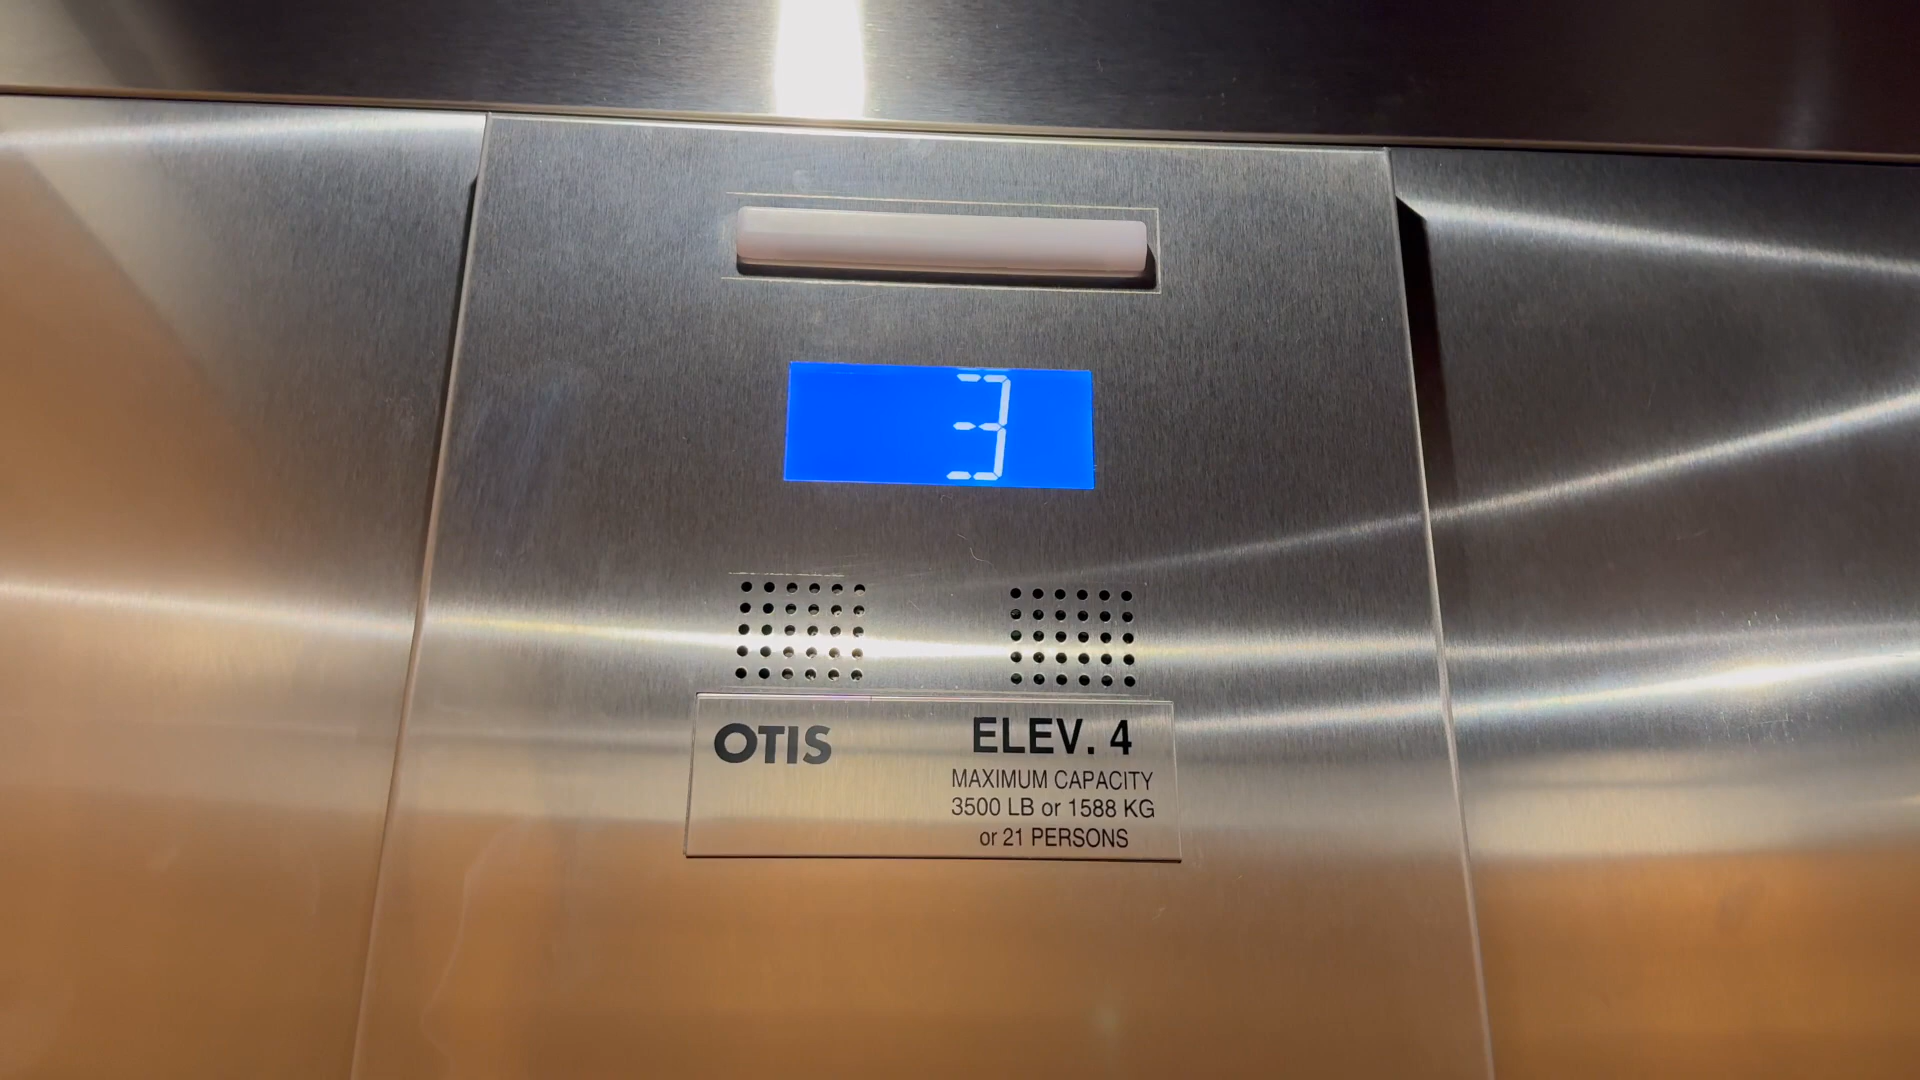 3
OTIS
ELEV. 4
MAXIMUM CAPACITY
3500 LB or 1588 KG
or 21 PERSONS